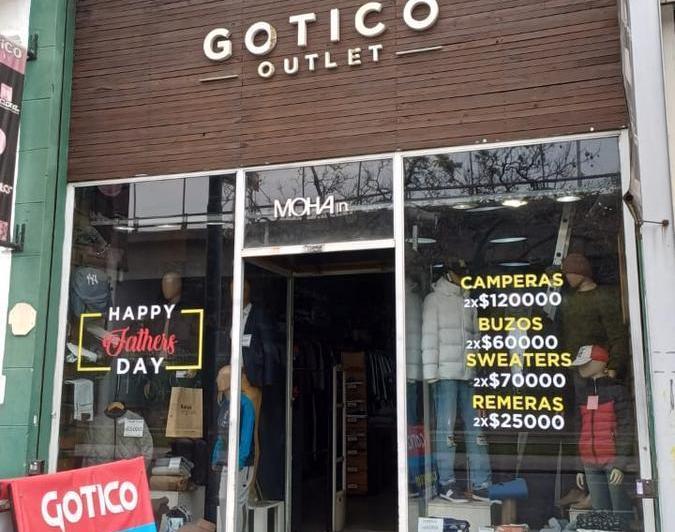 GOTICO
OUTLET
MOHA in
HAPPY
Fathers
DAY
CAMPERAS
2x$120000
BUZOS
2x$60000
SWEATERS
2x$70000
REMERAS
2x$25000
GOTICO